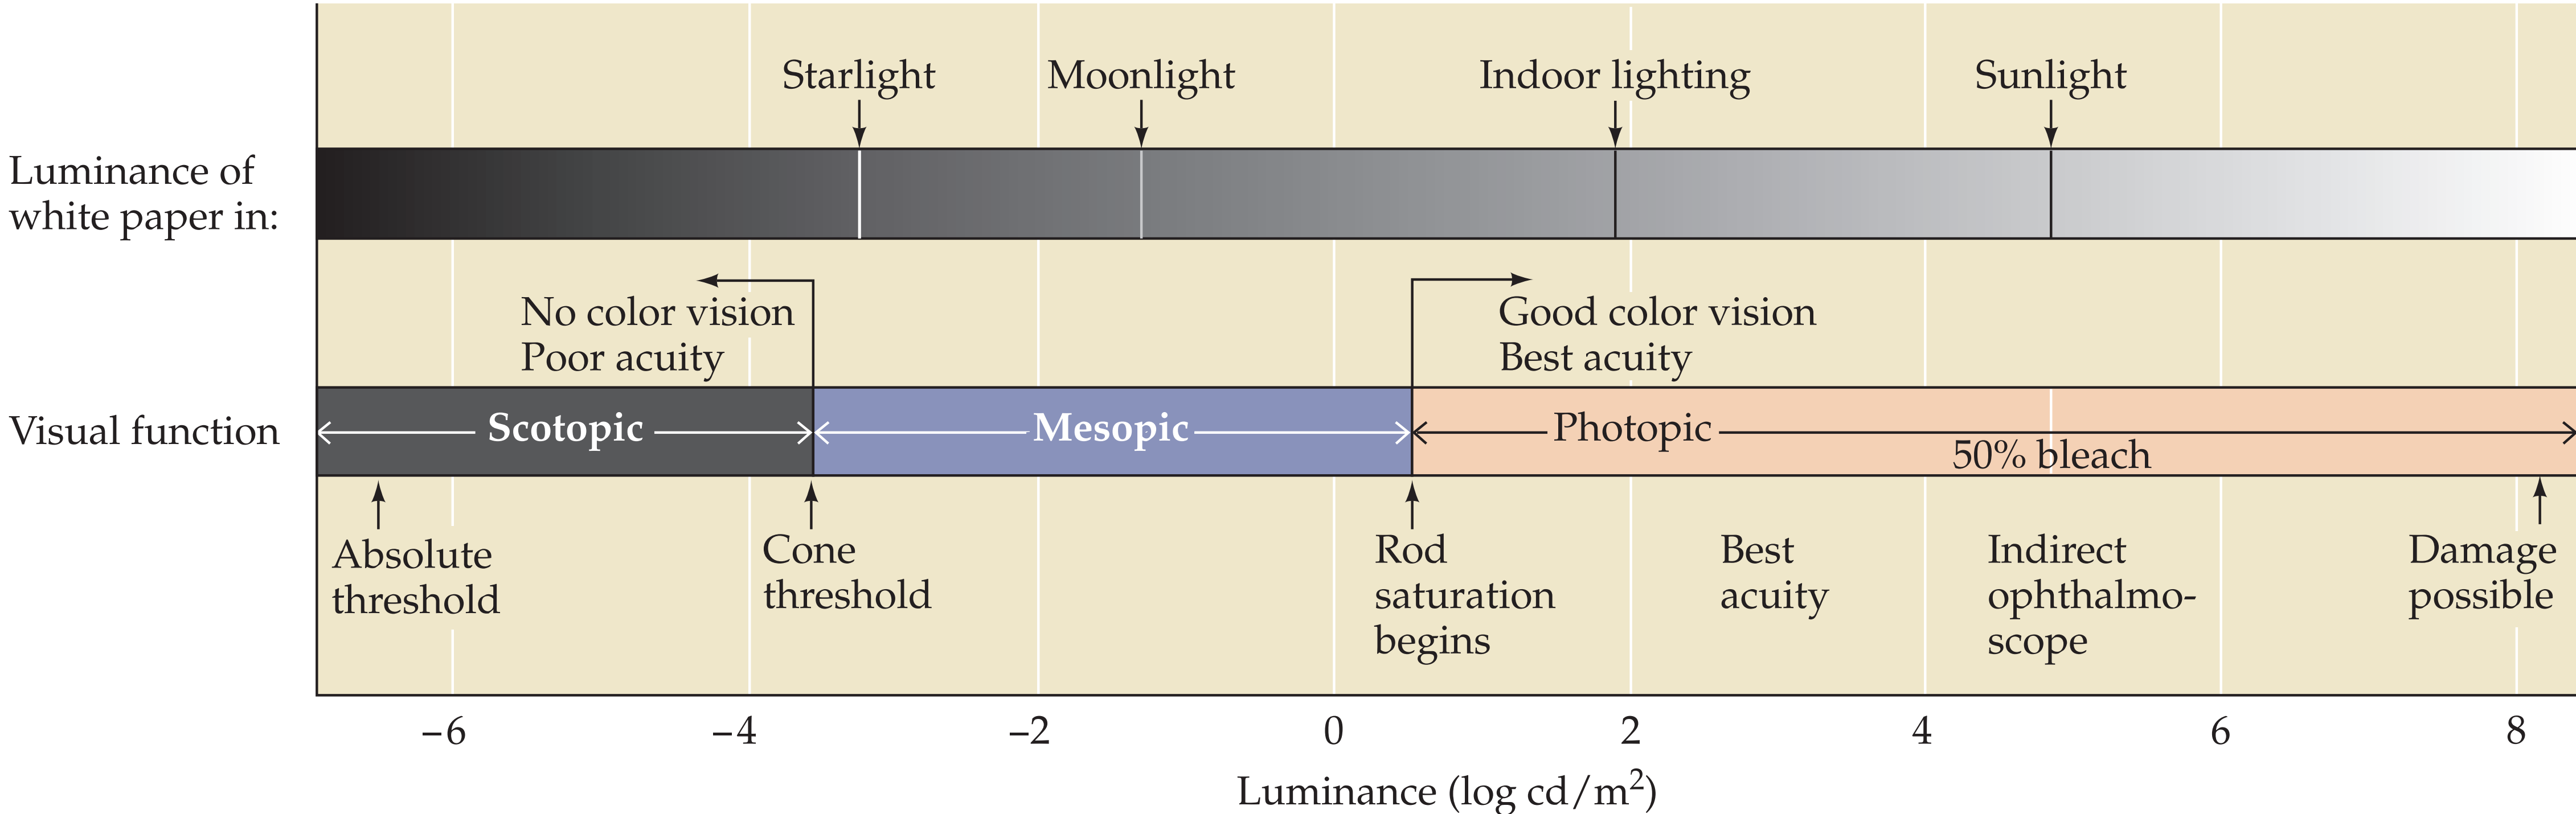 Starlight
Moonlight
Indoor lighting
Sunlight
Luminance of
white paper in:
No color vision
Poor acuity
Good color vision
Best acuity
Visual function
Scotopic
Mesopic
Photopic
50% bleach
Absolute
threshold
Cone
threshold
Rod
saturation
begins
Best
acuity
Indirect
ophthalmo-
scope
Damage
possible
–6
–4
–2
0
2
4
6
8
Luminance (log cd/m²)